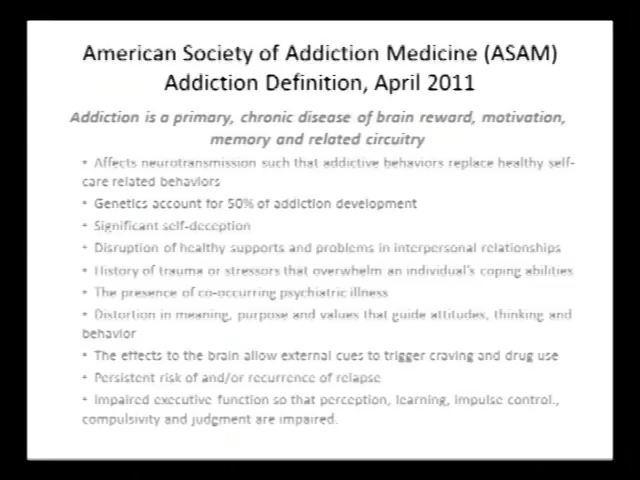 American Society of Addiction Medicine (ASAM)
Addiction Definition, April 2011
Addiction is a primary, chronic disease of brain reward, motivation,
memory and related circuitry
• Affects neurotransmission such that addictive behaviors replace healthy self-
care related behaviors
• Genetics account for 50% of addiction development
• Significant self-deception
• Disruption of healthy supports and problems in interpersonal relationships
• History of trauma or stressors that overwhelm an individual's coping abilities
• The presence of co-occurring psychiatric illness
• Distortion in meaning, purpose and values that guide attitudes, thinking and
behavior
• The effects to the brain allow external cues to trigger craving and drug use
• Persistent risk of and/or recurrence of relapse
• Impaired executive function so that perception, learning, impulse control.,
compulsivity and judgment are impaired.